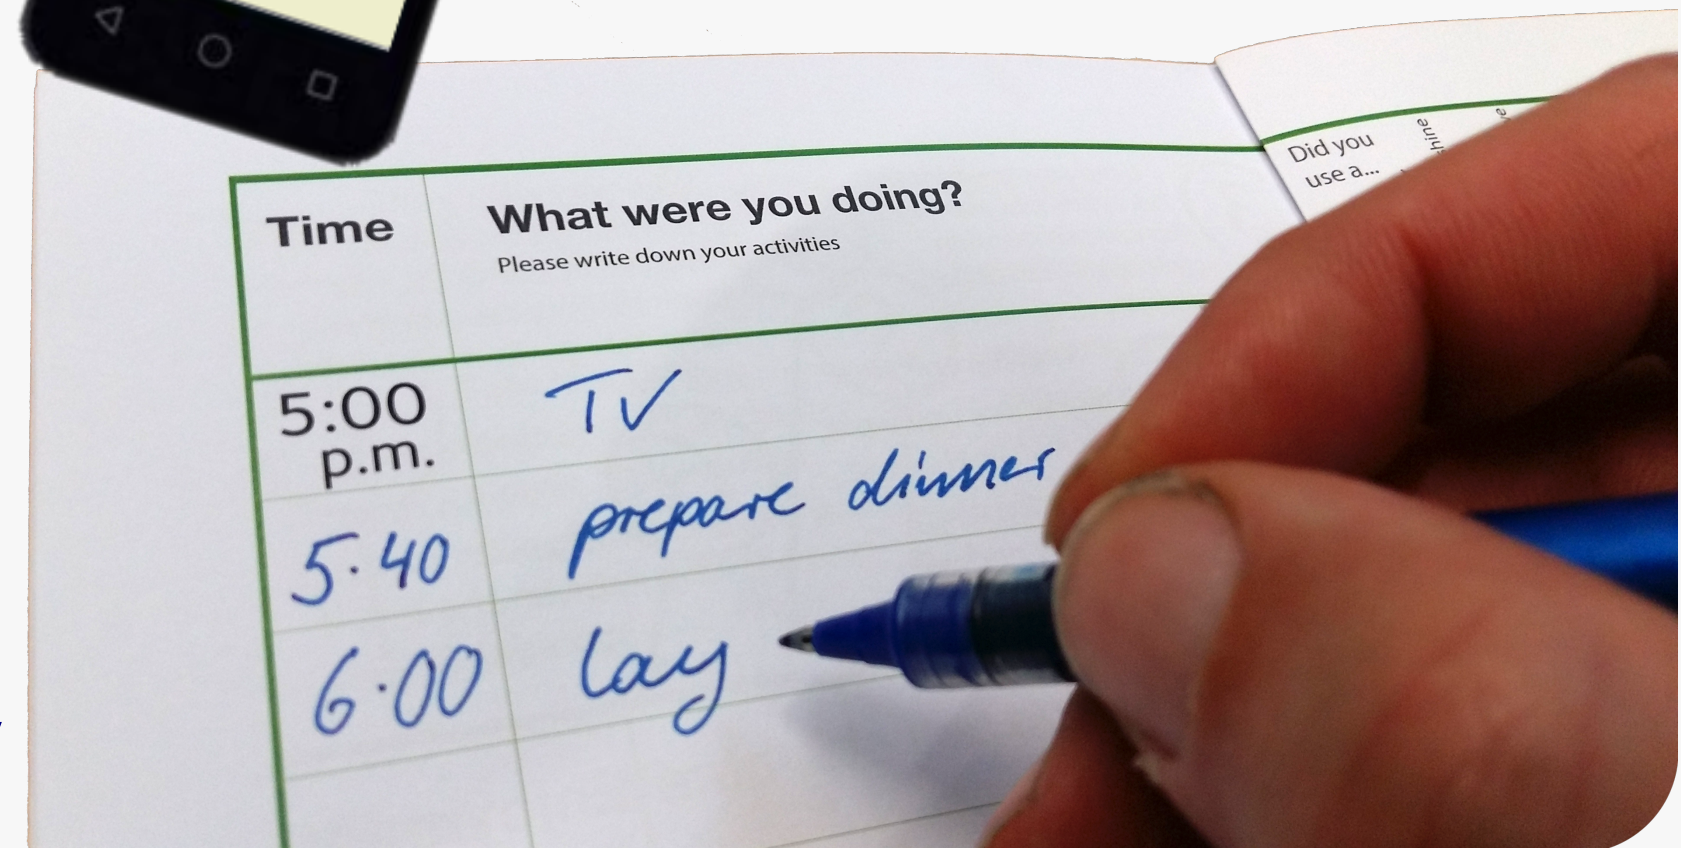 Did you
use a...
Time What were you doing?
Please write down your activities
5:00 TV
p.m.
5.40 prepare dinner
6.00 lay